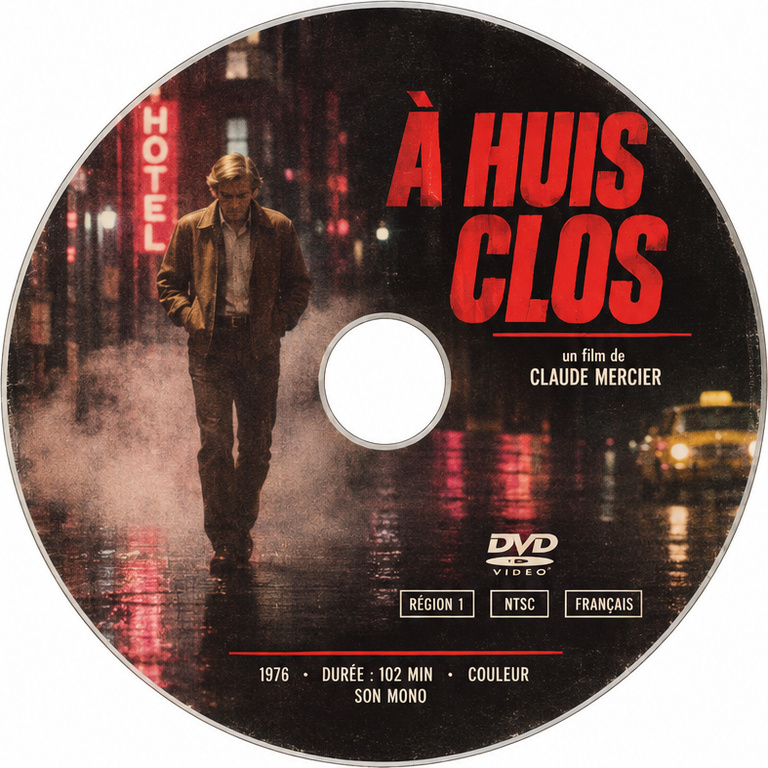 HOTEL
À HUIS
CLOS
un film de
CLAUDE MERCIER
DVD
VIDEO
RÉGION 1
NTSC
FRANÇAIS
1976 • DURÉE : 102 MIN • COULEUR
SON MONO